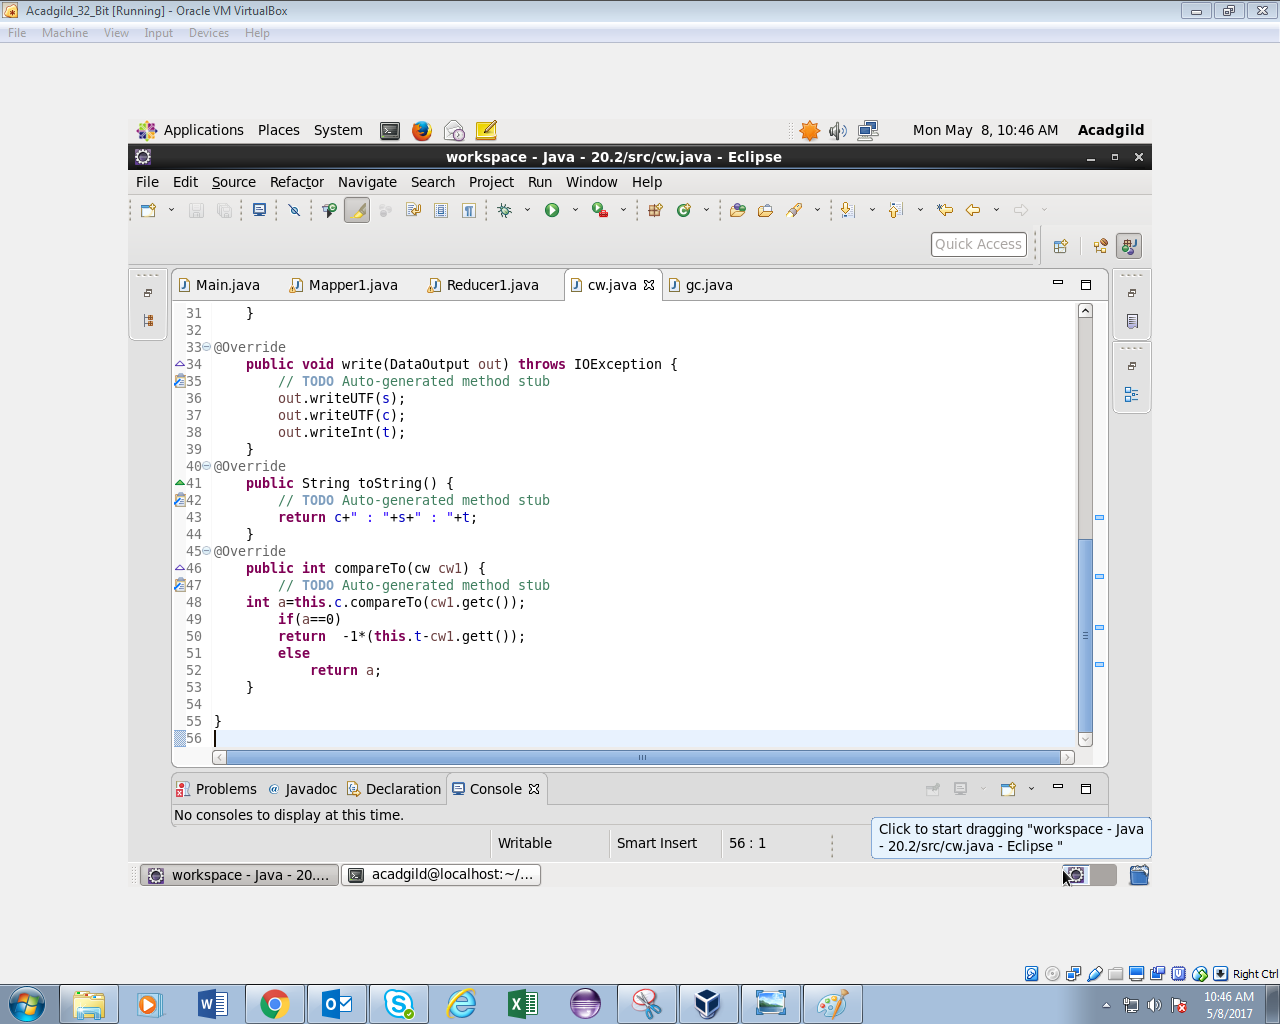 Acadgild_32_Bit [Running] - Oracle VM VirtualBox
File Machine View Input Devices Help
Applications Places System Mon May 8, 10:46 AM Acadgild
workspace - Java - 20.2/src/cw.java - Eclipse
File Edit Source Refactor Navigate Search Project Run Window Help
Quick Access
Main.java Mapper1.java Reducer1.java cw.java gc.java
31 }
32
33 @Override
34 public void write(DataOutput out) throws IOException {
35 // TODO Auto-generated method stub
36 out.writeUTF(s);
37 out.writeUTF(c);
38 out.writeInt(t);
39 }
40 @Override
41 public String toString() {
42 // TODO Auto-generated method stub
43 return c+" : "+s+" : "+t;
44 }
45 @Override
46 public int compareTo(cw cw1) {
47 // TODO Auto-generated method stub
48 int a=this.c.compareTo(cw1.getc());
49 if(a==0)
50 return -1*(this.t-cw1.gett());
51 else
52 return a;
53 }
54
55 }
56
Problems @ Javadoc Declaration Console
No consoles to display at this time.
Writable Smart Insert 56 : 1
Click to start dragging "workspace - Java
- 20.2/src/cw.java - Eclipse "
workspace - Java - 20.... acadgild@localhost:~/...
Right Ctrl
10:46 AM
5/8/2017